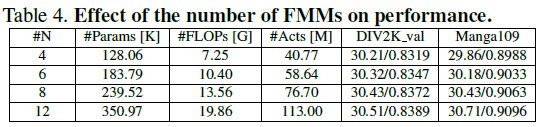 Table 4. Effect of the number of FMMs on performance.
#N #Params [K] #FLOPs [G] #Acts [M] DIV2K_val Manga109
4 128.06 7.25 40.77 30.21/0.8319 29.86/0.8988
6 183.79 10.40 58.64 30.32/0.8347 30.18/0.9033
8 239.52 13.56 76.70 30.43/0.8372 30.43/0.9063
12 350.97 19.86 113.00 30.51/0.8389 30.71/0.9096